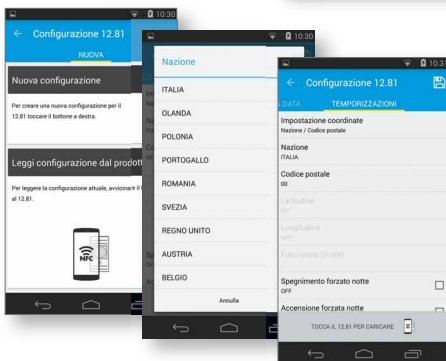 10:30
Configurazione 12.81
NUOVA
Nuova configurazione
Per creare una nuova configurazione per il
12.81 toccare il bottone a destra.
Leggi configurazione dal
Per leggere la configurazione attuale,
al 12.81.
NFC
10:30
Nazione
ITALIA
OLANDA
POLONIA
PORTOGALLO
ROMANIA
SVEZIA
REGNO UNITO
AUSTRIA
BELGIO
Annulla
10:31
Configurazione 12.81
DATA
TEMPORIZZAZIONI
Impostazione coordinate
Nazione / Codice postale
Nazione
ITALIA
Codice postale
00
Latitudine
Longitudine
Fuso orario (in ore)
Spegnimento forzato notte
OFF
Accensione forzata notte
TOCCA IL 12.81 PER CARICARE